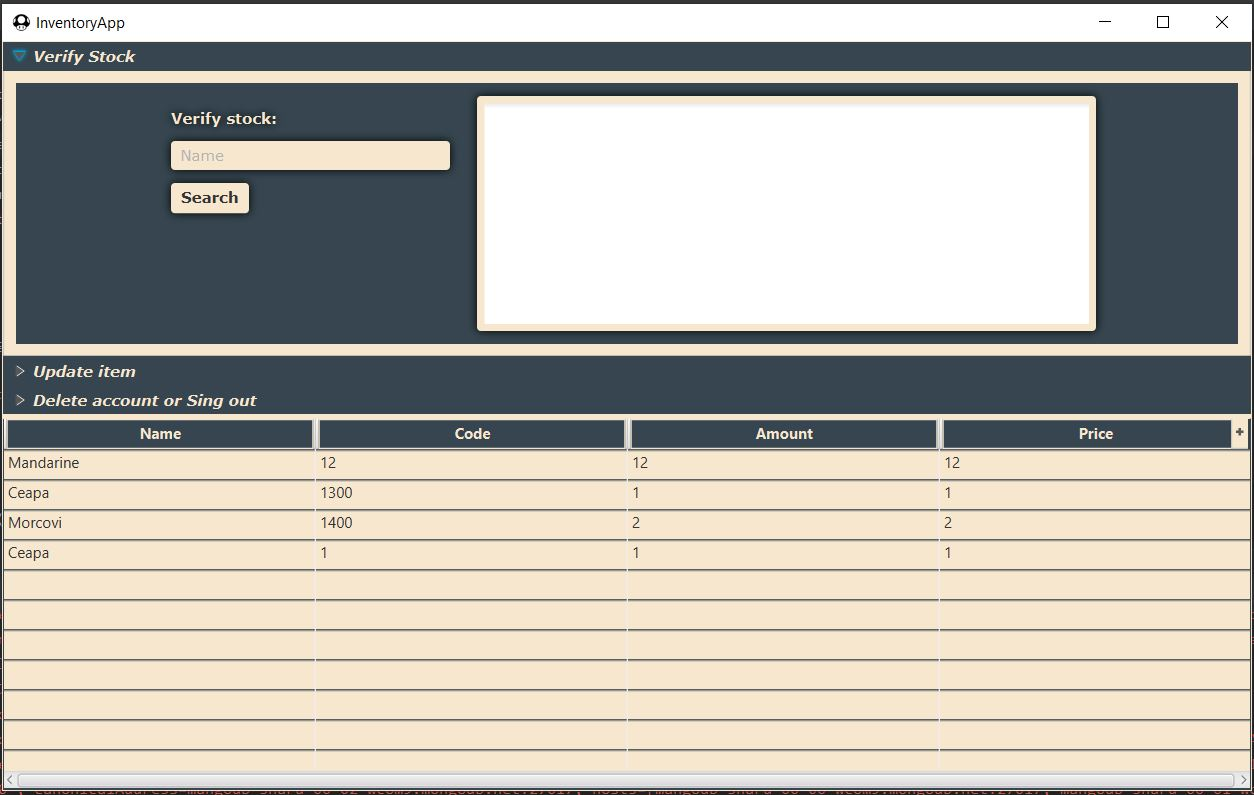 InventoryApp
Verify Stock
Verify stock:
Name
Search
Update item
Delete account or Sing out
Name Code Amount Price +
Mandarine 12 12 12
Ceapa 1300 1 1
Morcovi 1400 2 2
Ceapa 1 1 1